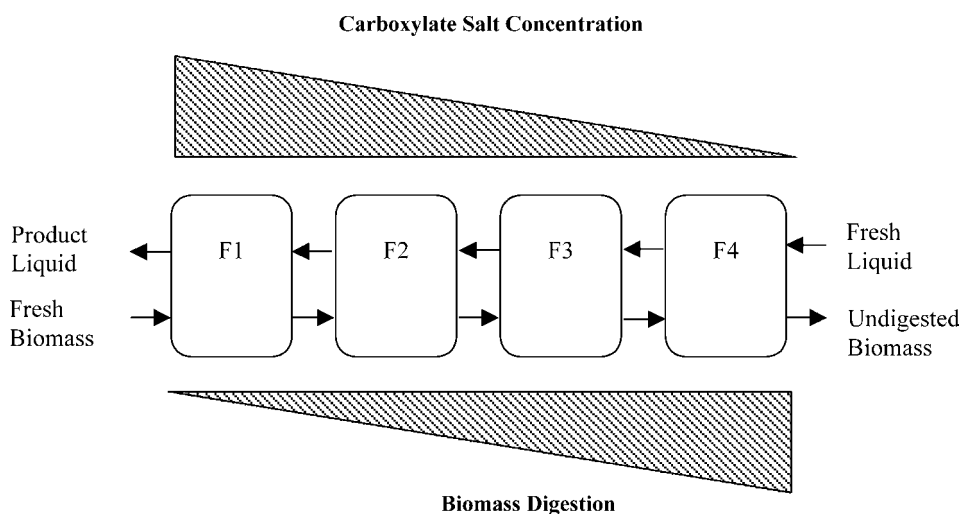 Carboxylate Salt Concentration
Product
Liquid
F1
F2
F3
F4
Fresh
Liquid
Fresh
Biomass
Undigested
Biomass
Biomass Digestion